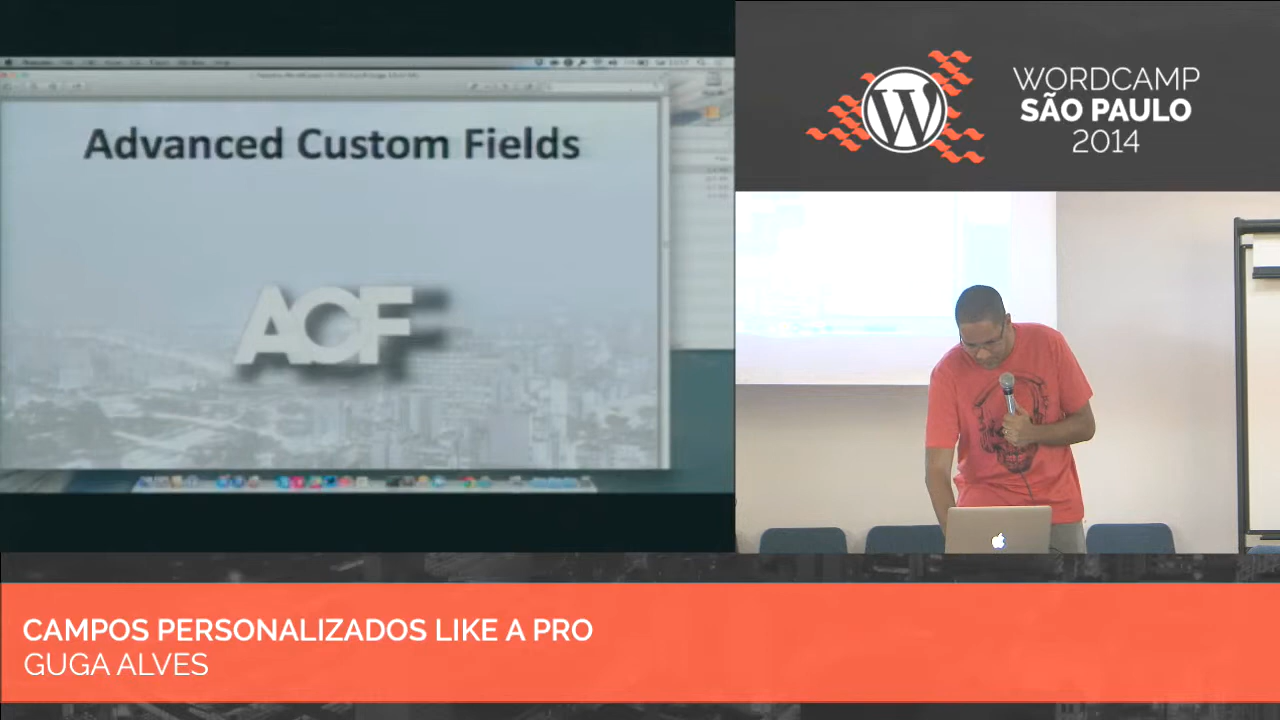 Advanced Custom Fields
ACF
WORDCAMP
SÃO PAULO
2014
CAMPOS PERSONALIZADOS LIKE A PRO
GUGA ALVES